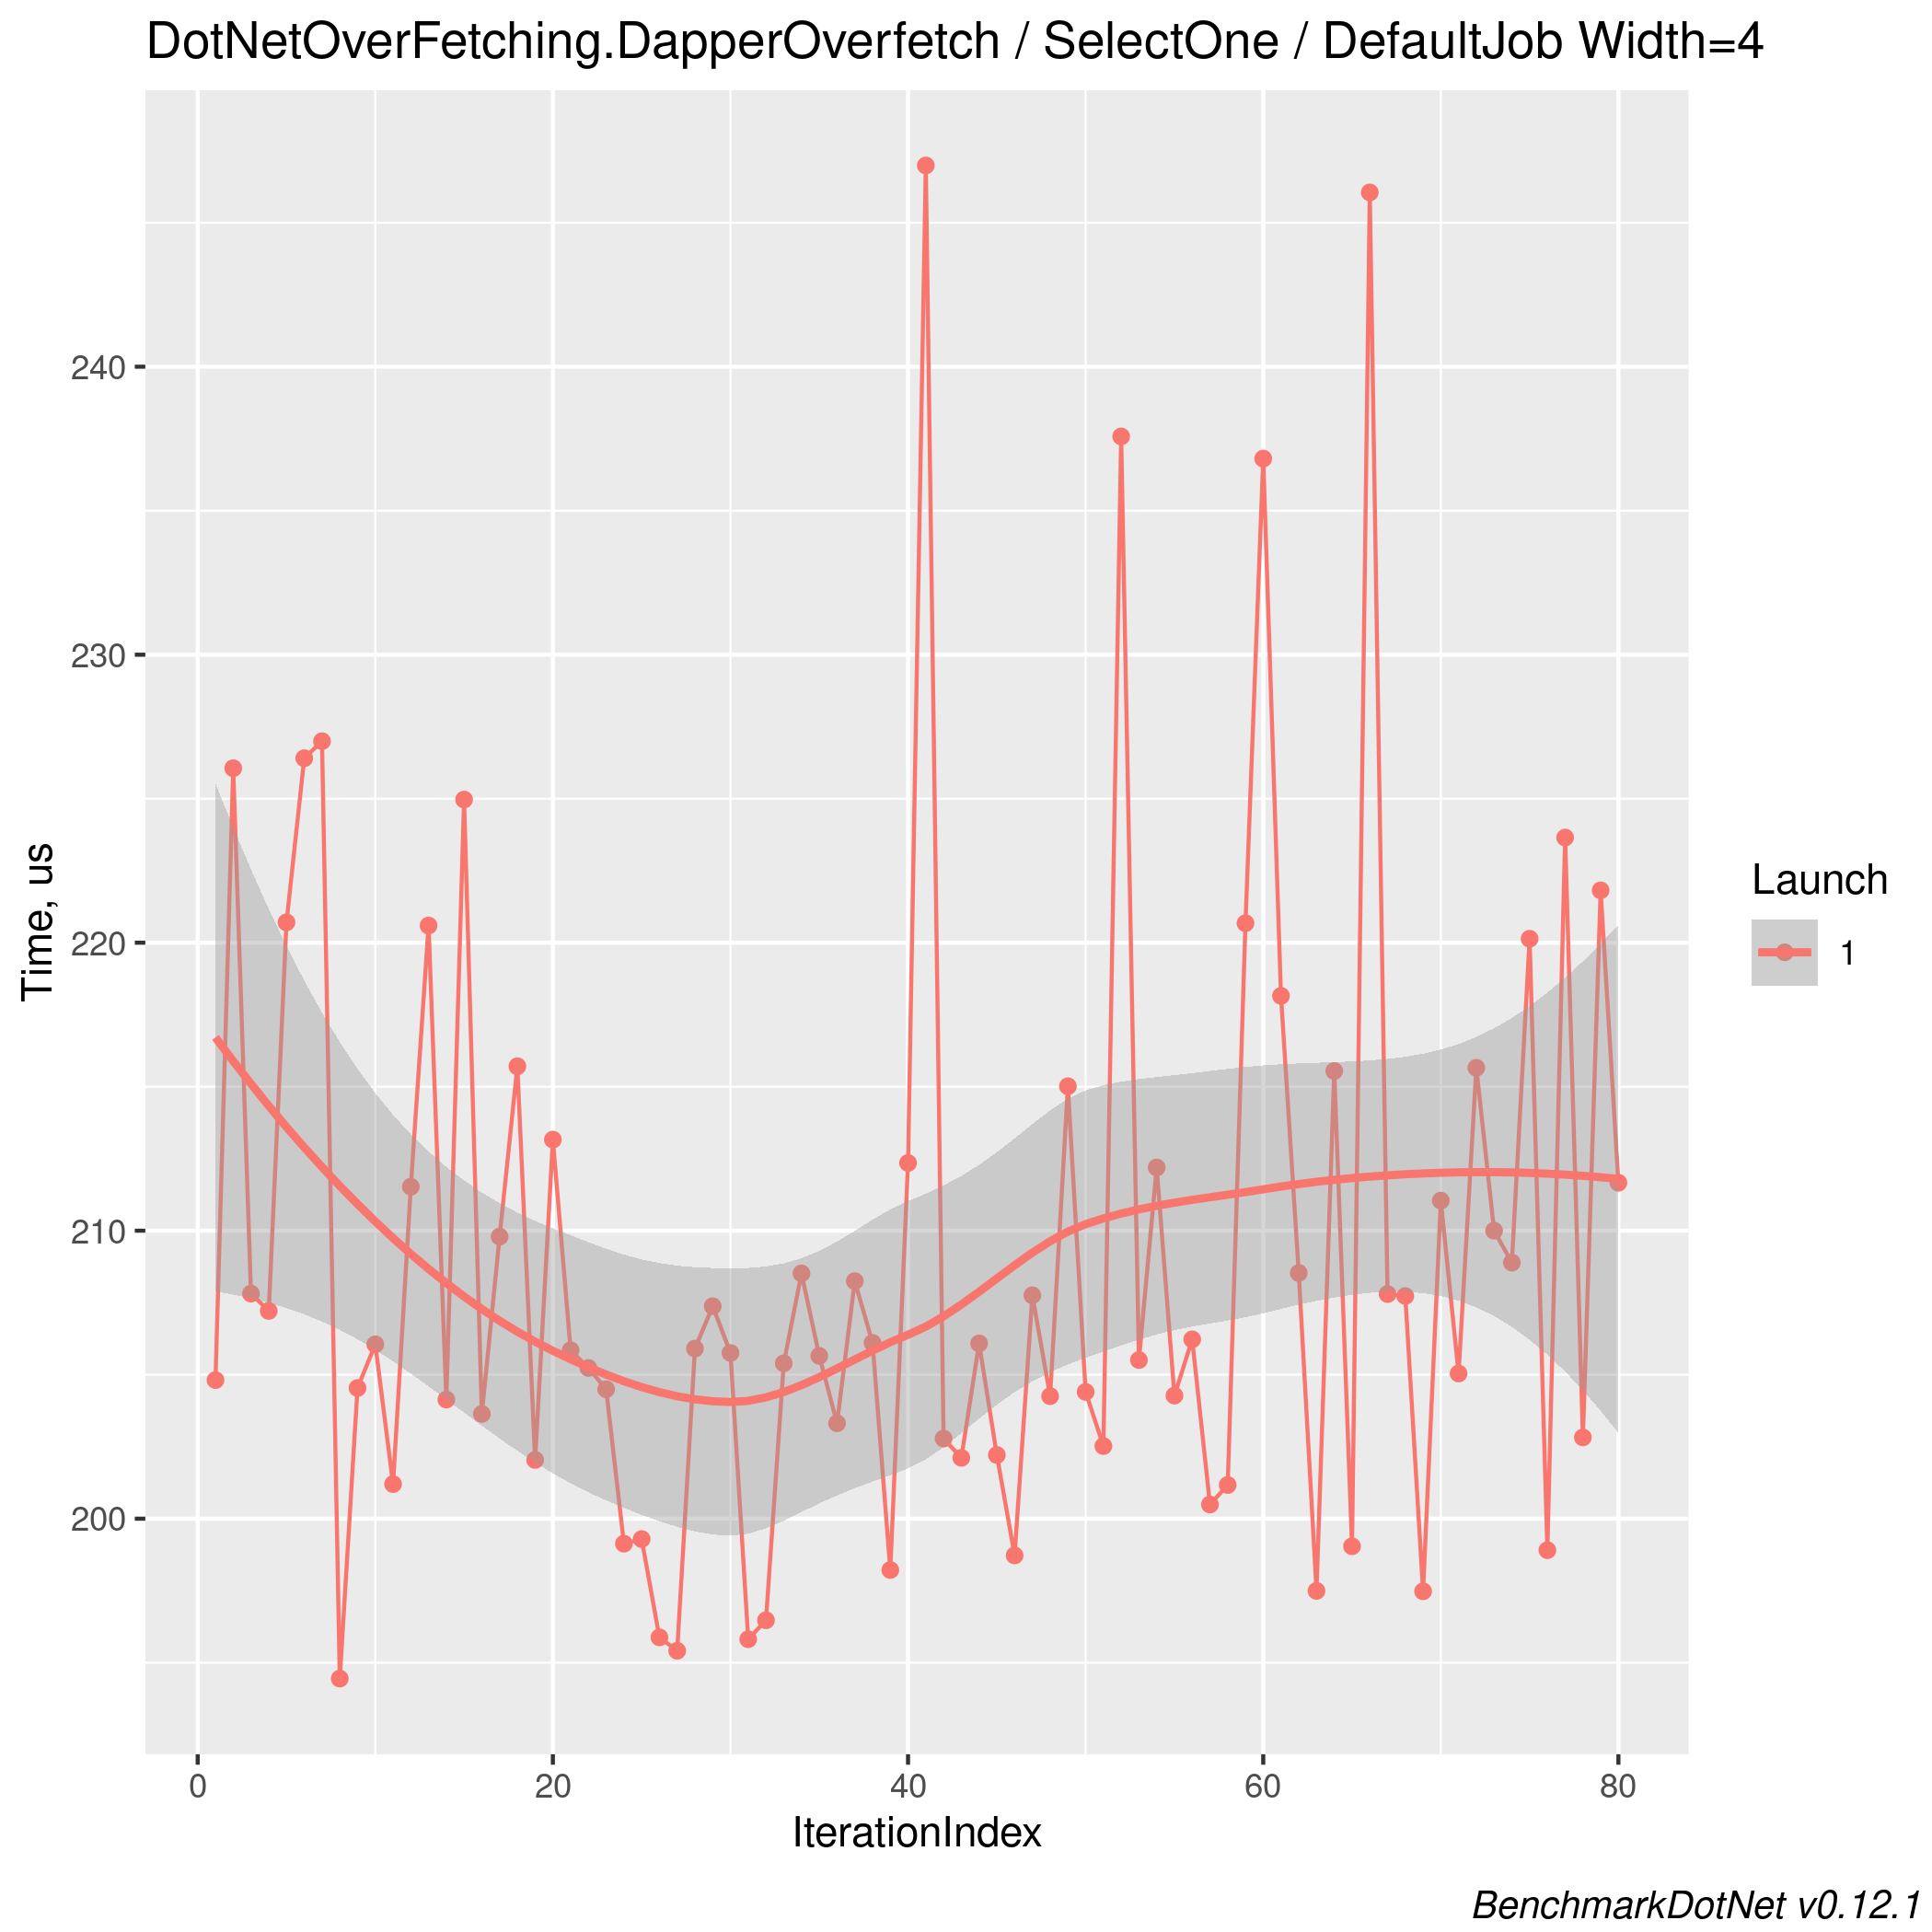 DotNetOverFetching.DapperOverfetch / SelectOne / DefaultJob Width=4
Time, us
240
230
220
210
200
0 20 40 60 80
IterationIndex
Launch
1
BenchmarkDotNet v0.12.1